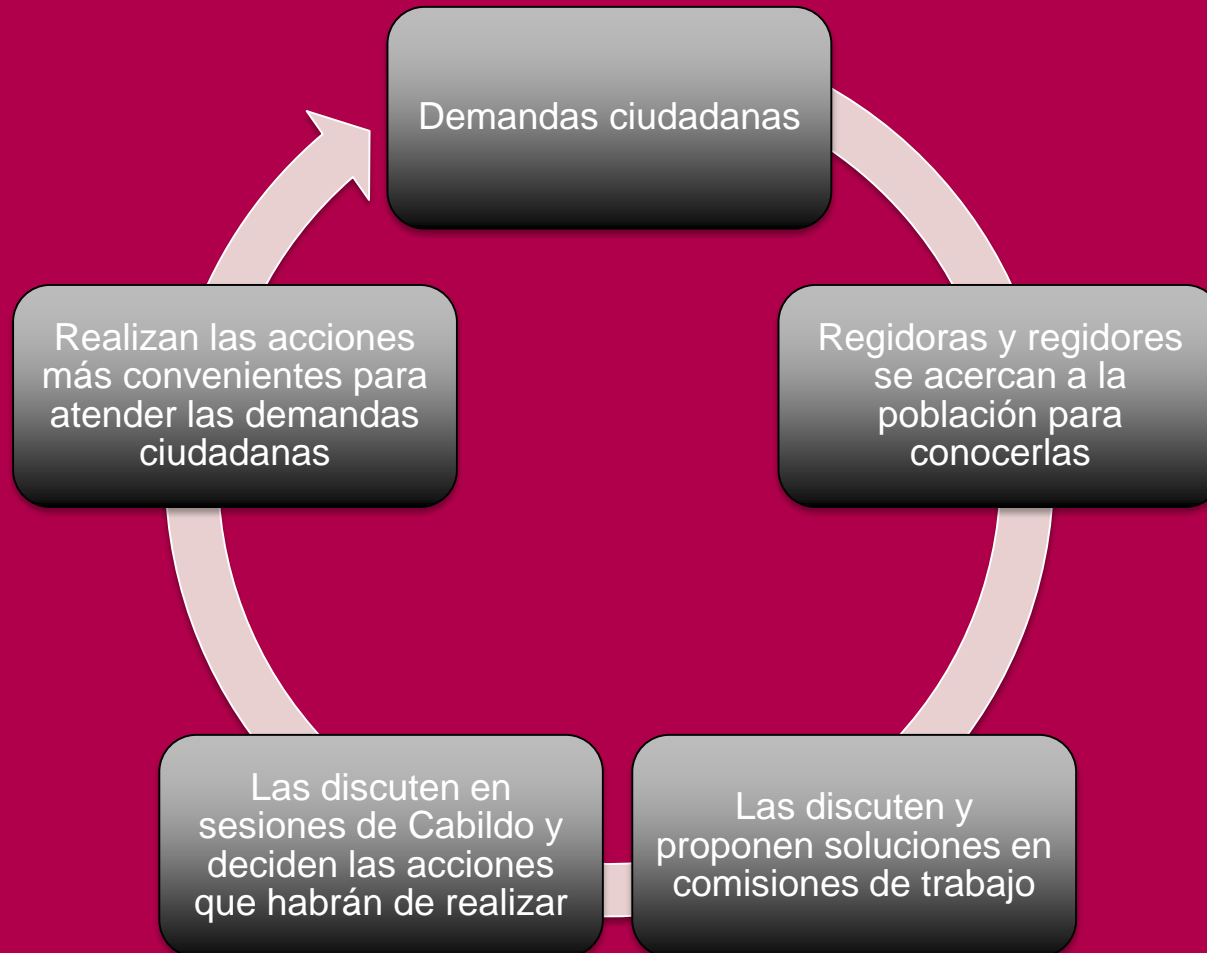 Demandas ciudadanas
Regidoras y regidores
se acercan a la
población para
conocerlas
Las discuten y
proponen soluciones en
comisiones de trabajo
Las discuten en
sesiones de Cabildo y
deciden las acciones
que habrán de realizar
Realizan las acciones
más convenientes para
atender las demandas
ciudadanas